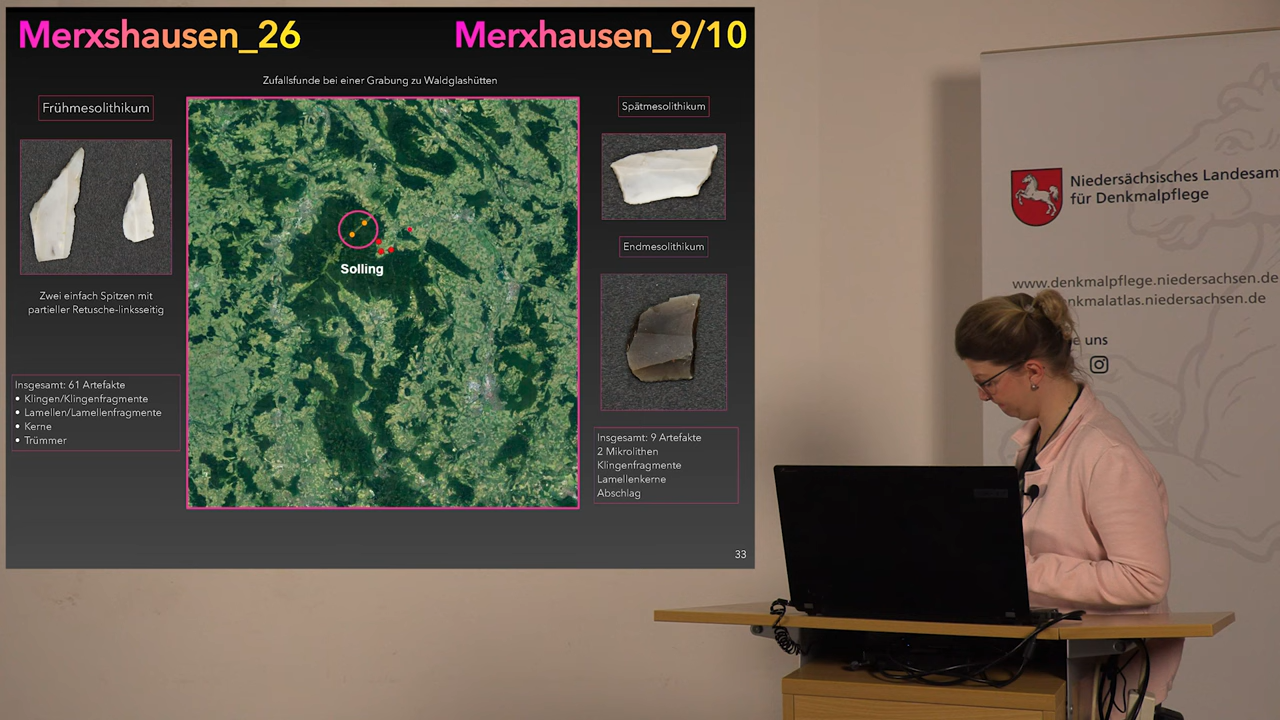 Merxshausen_26
Merxhausen_9/10
Zufallsfunde bei einer Grabung zu Waldglashütten
Frühmesolithikum
Zwei einfach Spitzen mit
partieller Retusche-linksseitig
Insgesamt: 61 Artefakte
• Klingen/Klingenfragmente
• Lamellen/Lamellenfragmente
• Kerne
• Trümmer
Solling
Spätmesolithikum
Endmesolithikum
Insgesamt: 9 Artefakte
2 Mikrolithen
Klingenfragmente
Lamellenkerne
Abschlag
33
Niedersächsisches Landesam
für Denkmalpflege
www.denkmalpflege.niedersachsen.de
nkmalatlas.niedersachsen.de
e uns